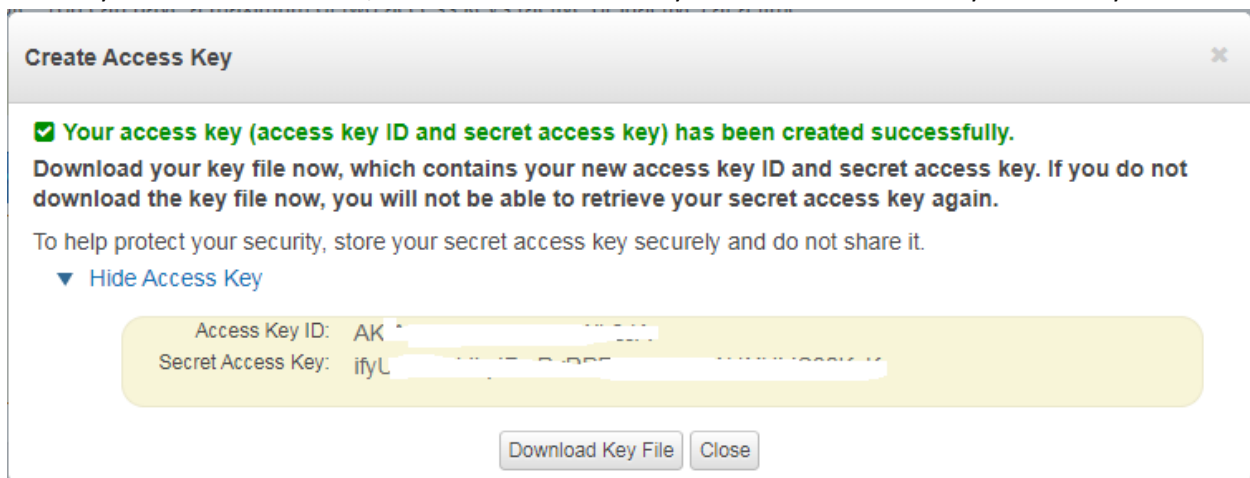 Create Access Key
Your access key (access key ID and secret access key) has been created successfully.
Download your key file now, which contains your new access key ID and secret access key. If you do not
download the key file now, you will not be able to retrieve your secret access key again.
To help protect your security, store your secret access key securely and do not share it.
Hide Access Key
Access Key ID:
Secret Access Key:
Download Key File Close